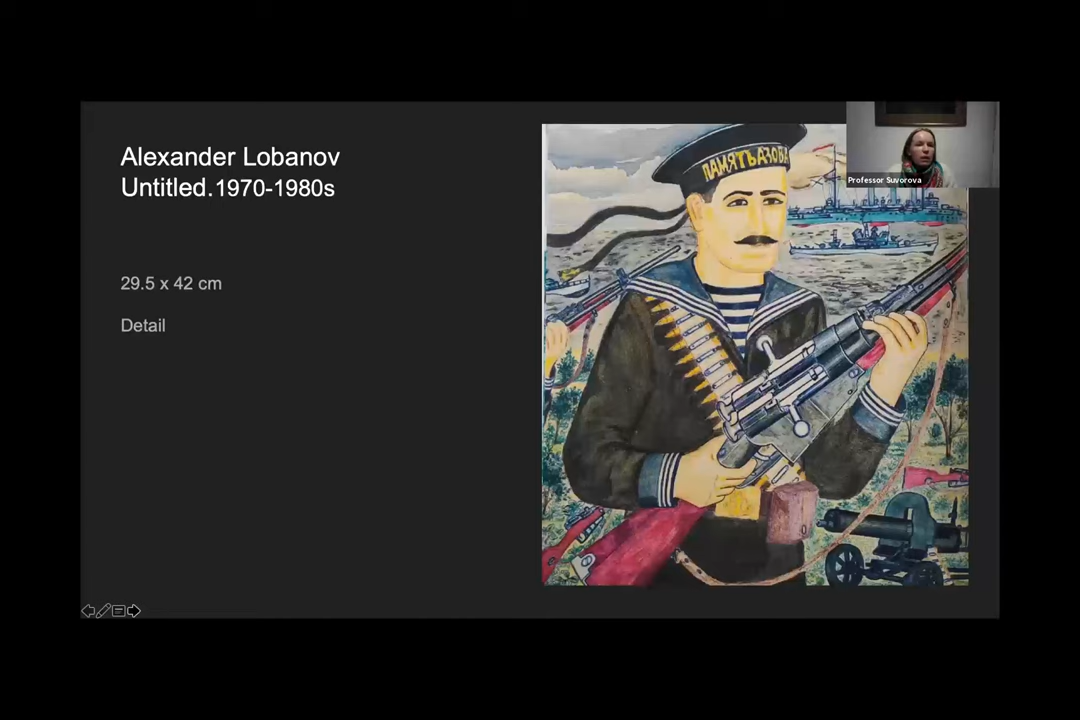 Alexander Lobanov
Untitled.1970-1980s
29.5 x 42 cm
Detail
ПАМЯТЬАЗОВА
Professor Suvorova